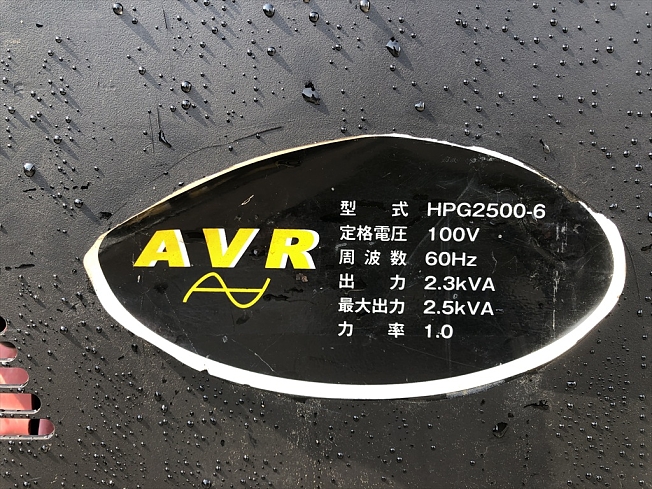 AVR
型式 HPG2500-6
定格電圧 100V
周波数 60Hz
出力 2.3kVA
最大出力 2.5kVA
力率 1.0